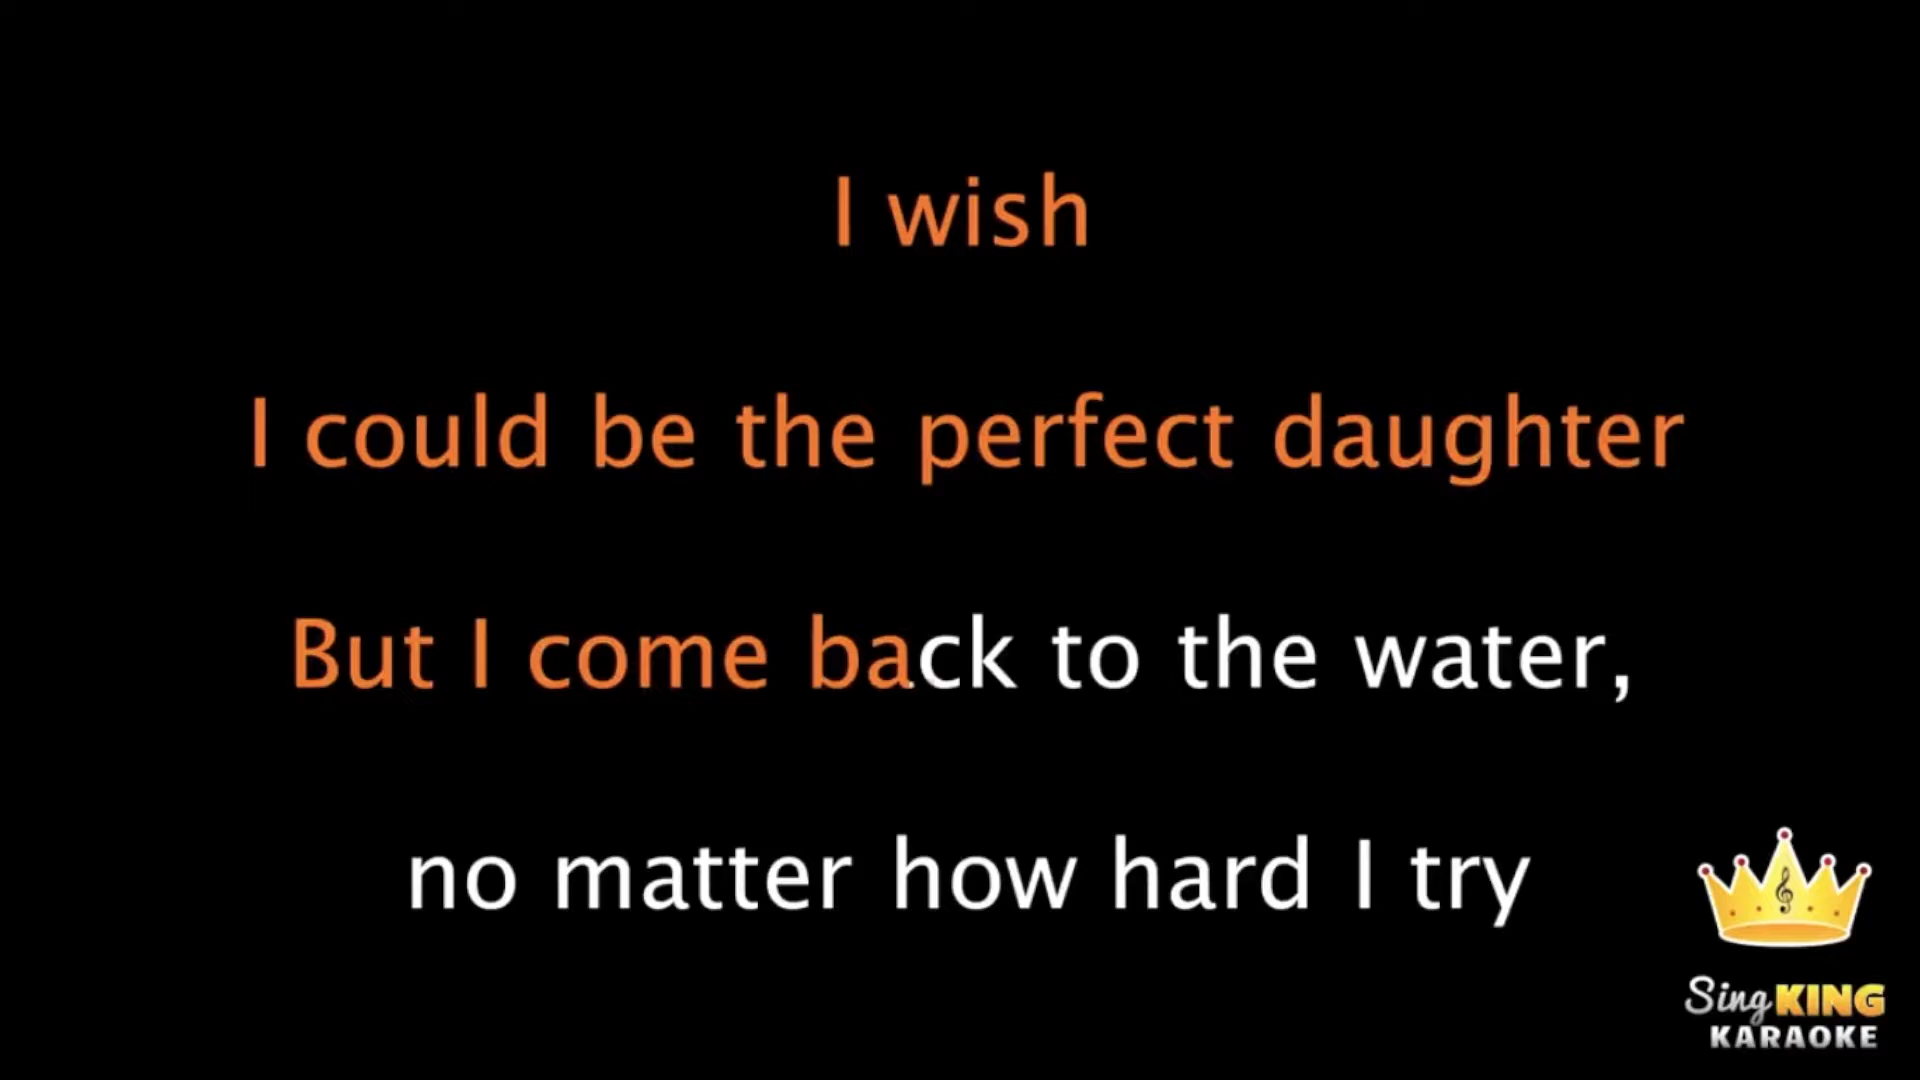 I wish
I could be the perfect daughter
But I come back to the water,
no matter how hard I try
Sing KING
KARAOKE